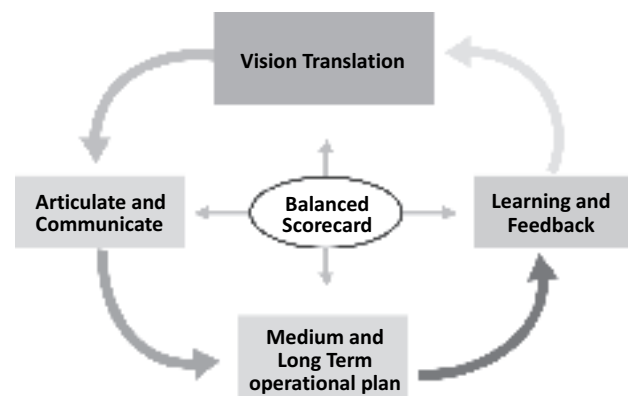 Vision Translation
Articulate and
Communicate
Balanced
Scorecard
Learning and
Feedback
Medium and
Long Term
operational plan